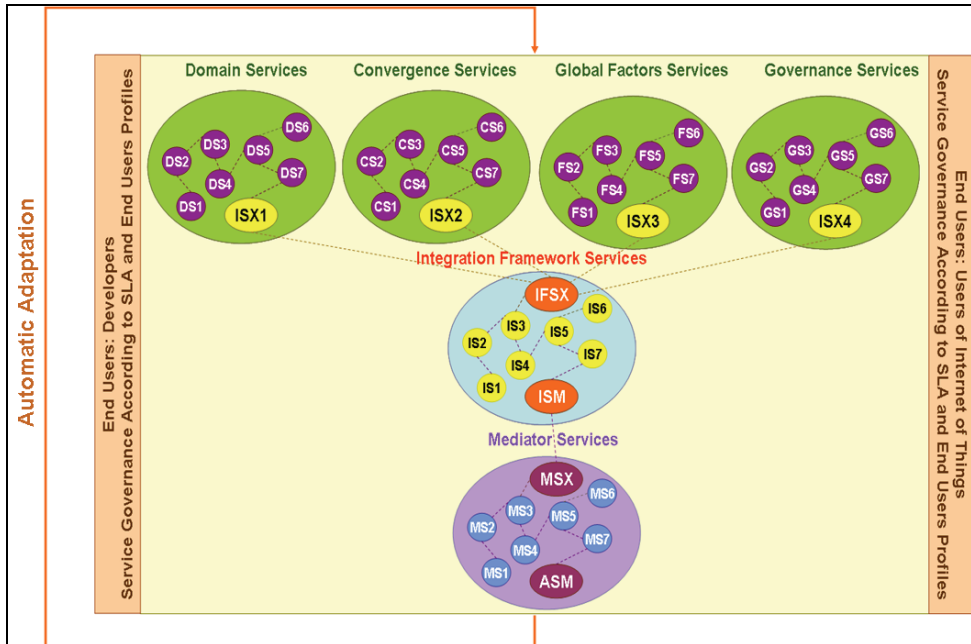 Automatic Adaptation
End Users: Developers
Service Governance According to SLA and End Users Profiles
Domain Services
Convergence Services
Global Factors Services
Governance Services
DS1
DS2
DS3
DS4
DS5
DS6
DS7
ISX1
CS1
CS2
CS3
CS4
CS5
CS6
CS7
ISX2
FS1
FS2
FS3
FS4
FS5
FS6
FS7
ISX3
GS1
GS2
GS3
GS4
GS5
GS6
GS7
ISX4
Integration Framework Services
IFSX
IS1
IS2
IS3
IS4
IS5
IS6
IS7
ISM
Mediator Services
MSX
MS1
MS2
MS3
MS4
MS5
MS6
MS7
ASM
End Users: Users of Internet of Things
Service Governance According to SLA and End Users Profiles